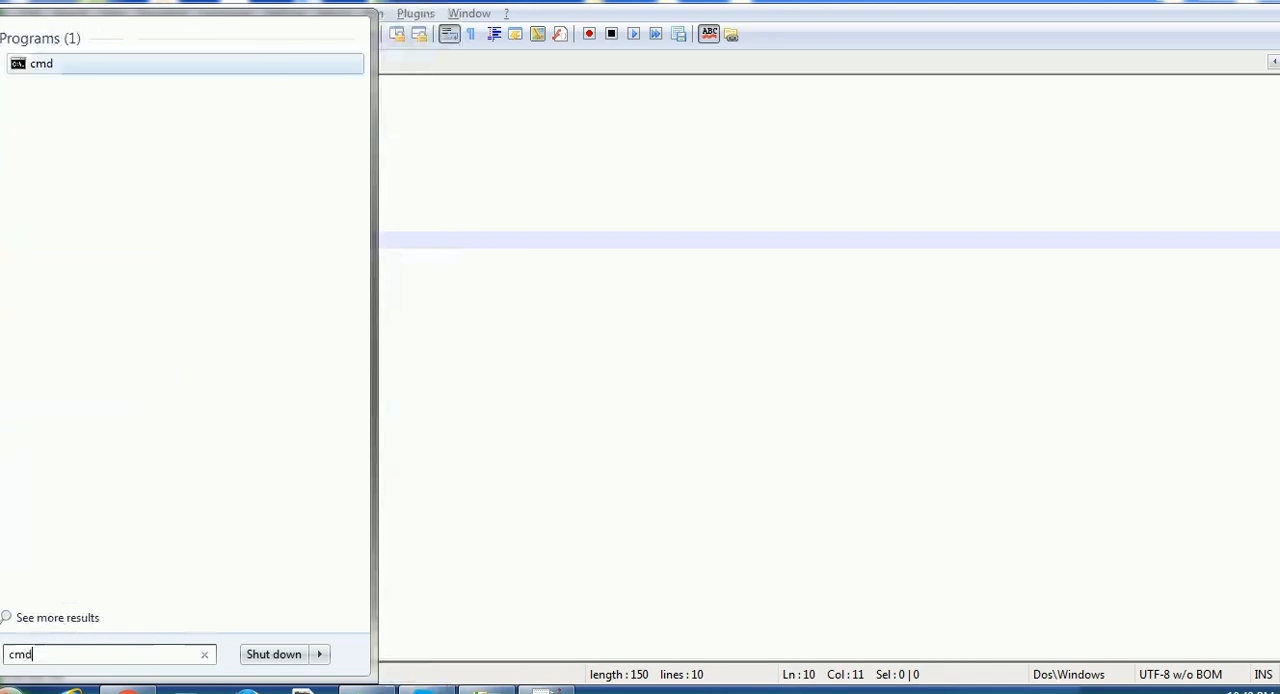 Plugins Window ?
Programs (1)
cmd
ABC
See more results
cmd
Shut down
length : 150 lines : 10 Ln : 10 Col : 11 Sel : 0 | 0 Dos\Windows UTF-8 w/o BOM INS